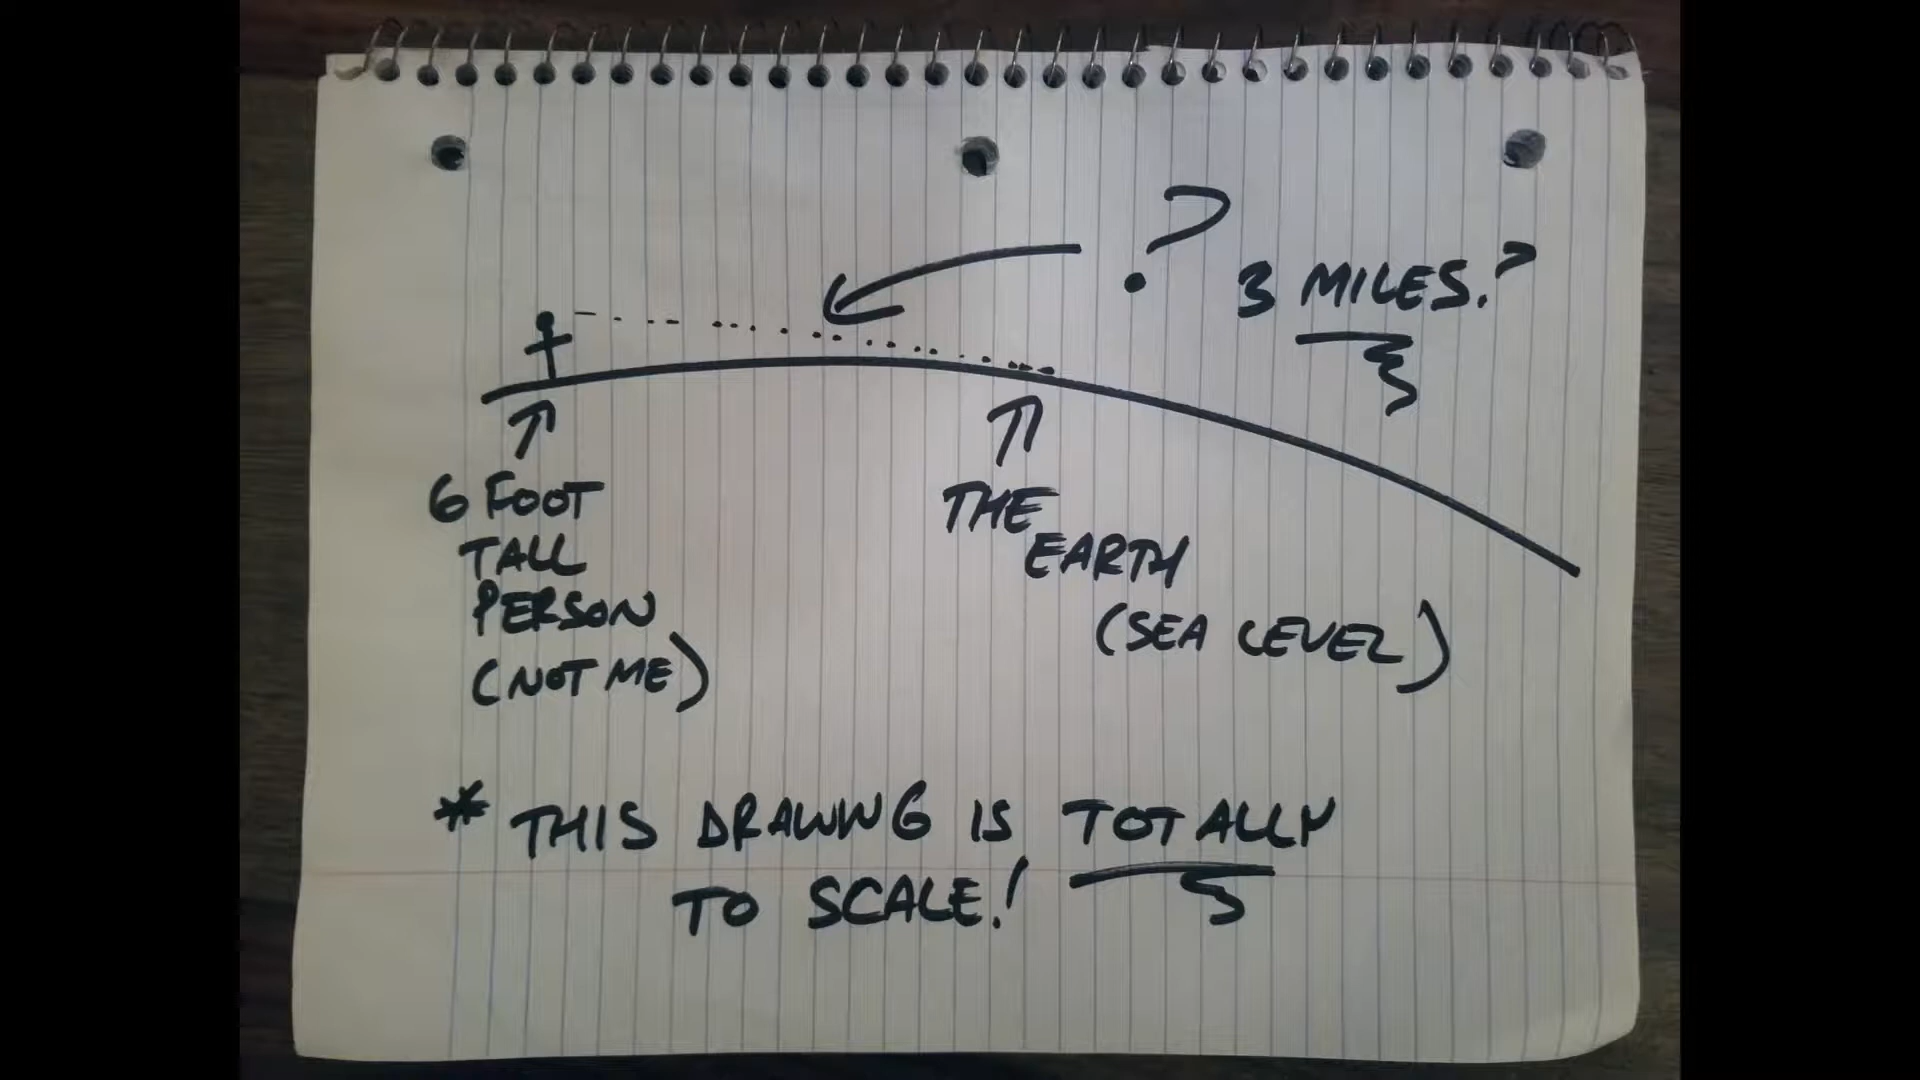 ?
3 MILES?
6 FOOT
TALL
PERSON
(NOT ME)
THE
EARTH
(SEA LEVEL)
* THIS DRAWING IS TOTALLY
TO SCALE!